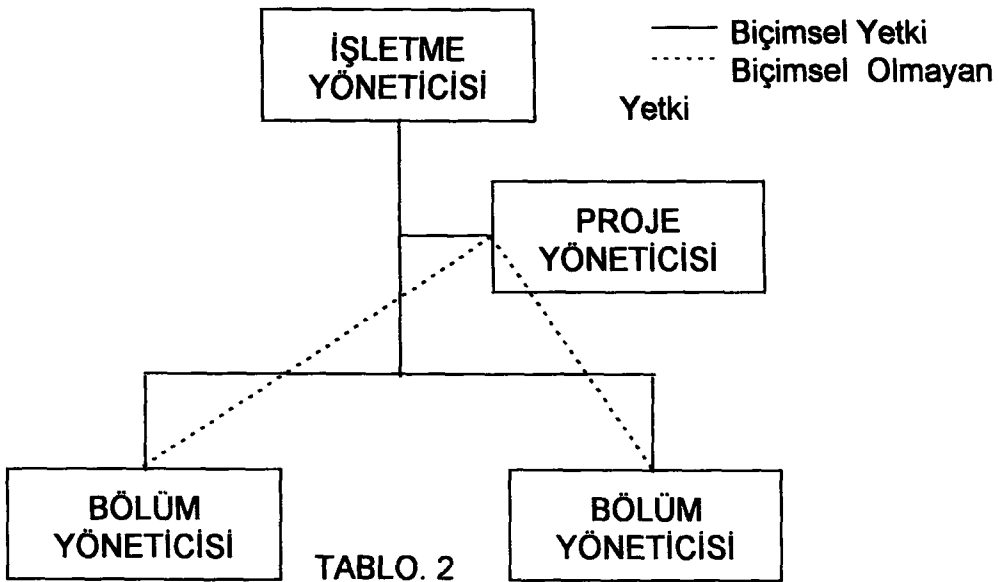 İŞLETME
YÖNETİCİSİ
Biçimsel Yetki
Biçimsel Olmayan
Yetki
PROJE
YÖNETİCİSİ
BÖLÜM
YÖNETİCİSİ
BÖLÜM
YÖNETİCİSİ
TABLO. 2